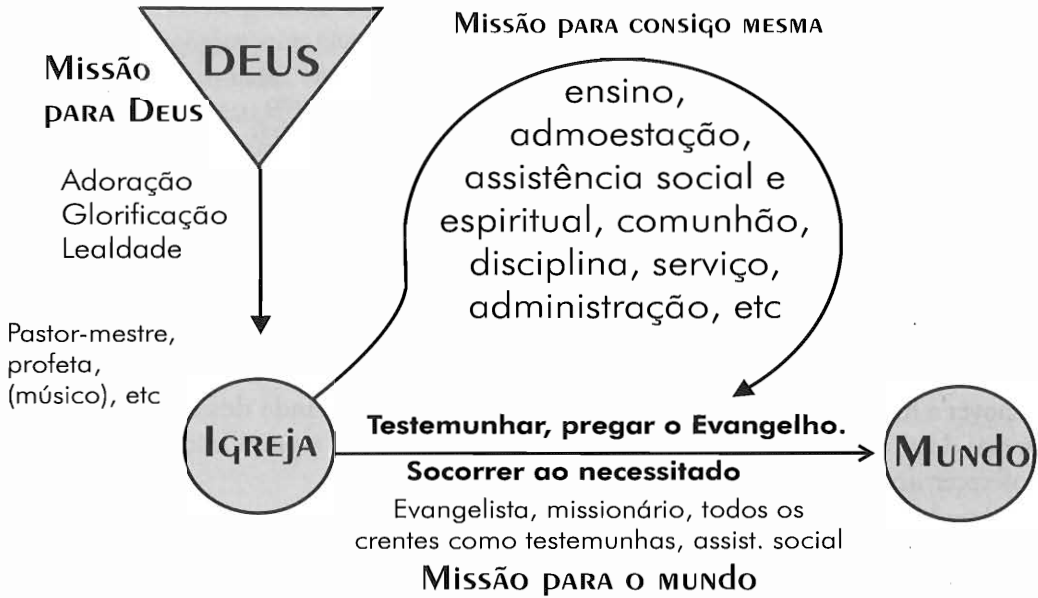 Missão para consigo mesma
DEUS
Missão
para Deus
Adoração
Glorificação
Lealdade
ensino,
admoestação,
assistência social e
espiritual, comunhão,
disciplina, serviço,
administração, etc
Pastor-mestre,
profeta,
(músico), etc
Igreja
Testemunhar, pregar o Evangelho.
Mundo
Socorrer ao necessitado
Evangelista, missionário, todos os
crentes como testemunhas, assist. social
Missão para o mundo